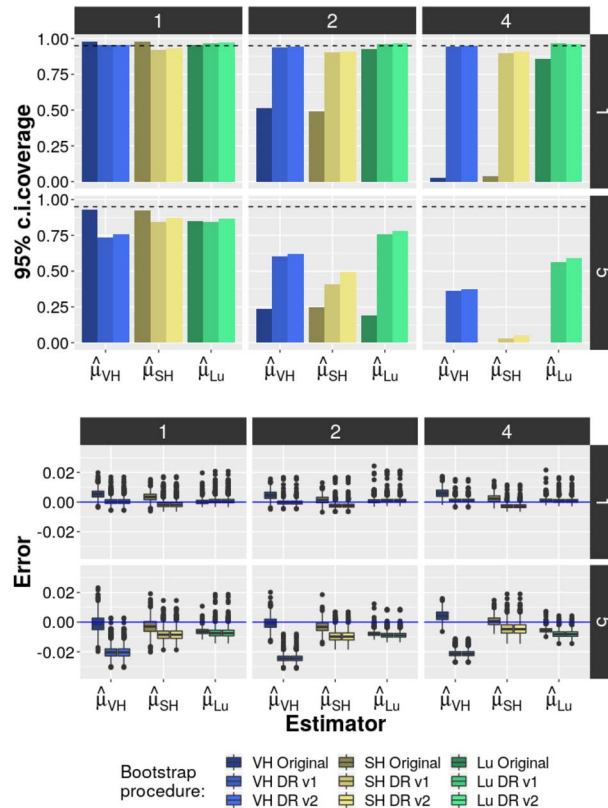 1 2 4
1.00
0.75
0.50
0.25
0.00
1
1.00
0.75
0.50
0.25
0.00
5
95% c.i.coverage
μ̂VH μ̂SH μ̂Lu μ̂VH μ̂SH μ̂Lu μ̂VH μ̂SH μ̂Lu
1 2 4
0.02
0.00
-0.02
1
0.02
0.00
-0.02
5
Error
μ̂VH μ̂SH μ̂Lu μ̂VH μ̂SH μ̂Lu μ̂VH μ̂SH μ̂Lu
Estimator
Bootstrap procedure:
VH Original SH Original Lu Original
VH DR v1 SH DR v1 Lu DR v1
VH DR v2 SH DR v2 Lu DR v2